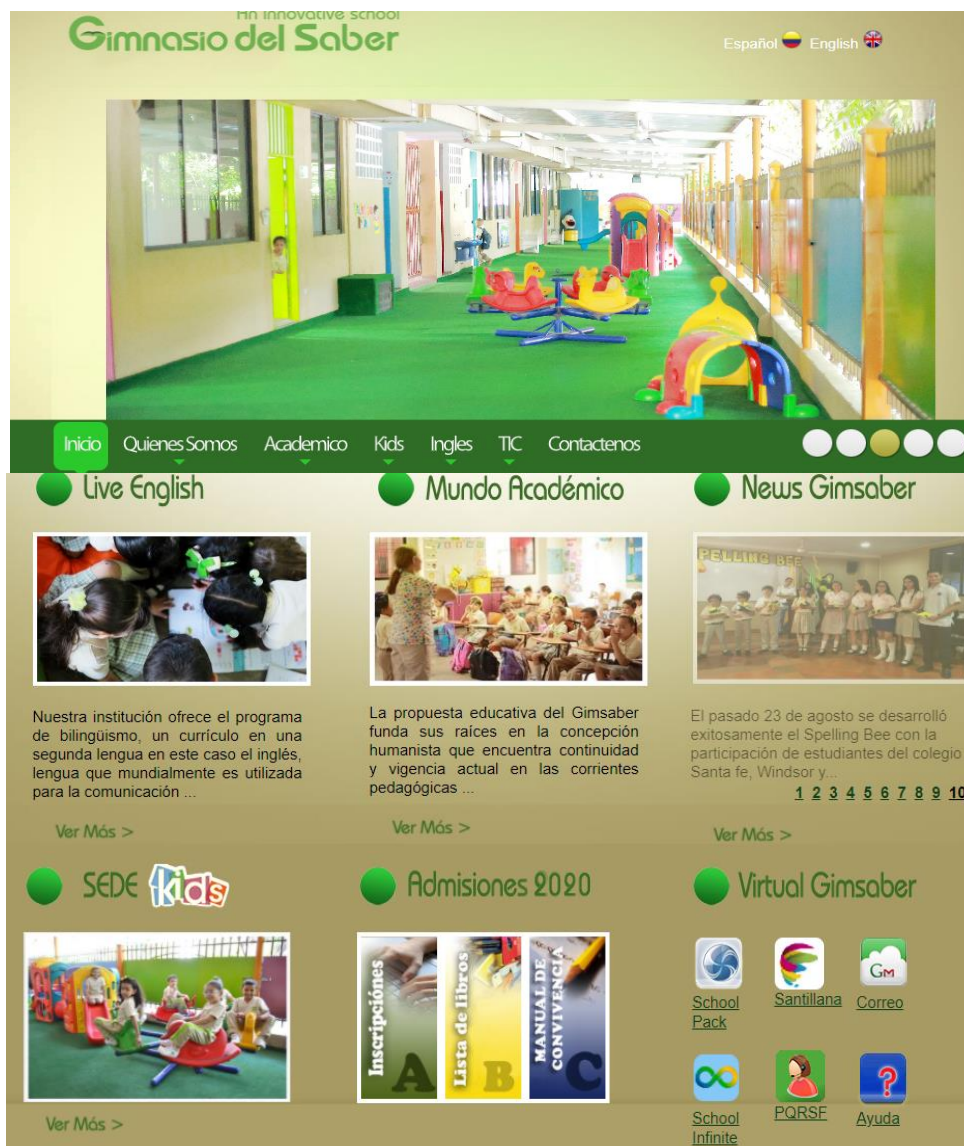 An innovative school
Gimnasio del Saber
Español English
Inicio Quienes Somos Academico Kids Ingles TIC Contactenos
Live English
Mundo Académico
News Gimsaber
PELLING BEE
Nuestra institución ofrece el programa
de bilingüismo, un currículo en una
segunda lengua en este caso el inglés,
lengua que mundialmente es utilizada
para la comunicación ...
Ver Más >
La propuesta educativa del Gimsaber
funda sus raíces en la concepción
humanista que encuentra continuidad
y vigencia actual en las corrientes
pedagógicas ...
Ver Más >
El pasado 23 de agosto se desarrolló
exitosamente el Spelling Bee con la
participación de estudiantes del colegio
Santa fe, Windsor y...
1 2 3 4 5 6 7 8 9 10
Ver Más >
SEDE kids
Ver Más >
Admisiones 2020
Inscripciónes
A
Lista de libros
B
MANUAL DE
CONVIVENCIA
C
Virtual Gimsaber
School
Pack
Santillana
GM
Correo
School
Infinite
PQRSF
?
Ayuda